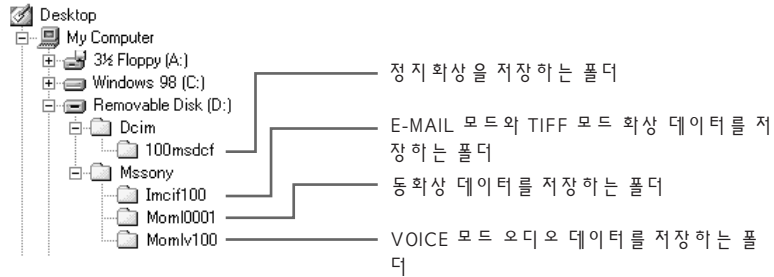 Desktop
My Computer
3½ Floppy (A:)
Windows 98 (C:)
Removable Disk (D:)
Dcim
100msdcf
Mssony
Imcif100
Moml0001
Momlv100
정지 화상을 저장하는 폴더
E-MAIL 모드와 TIFF 모드 화상 데이터를 저
장하는 폴더
동화상 데이터를 저장하는 폴더
VOICE 모드 오디오 데이터를 저장하는 폴
더